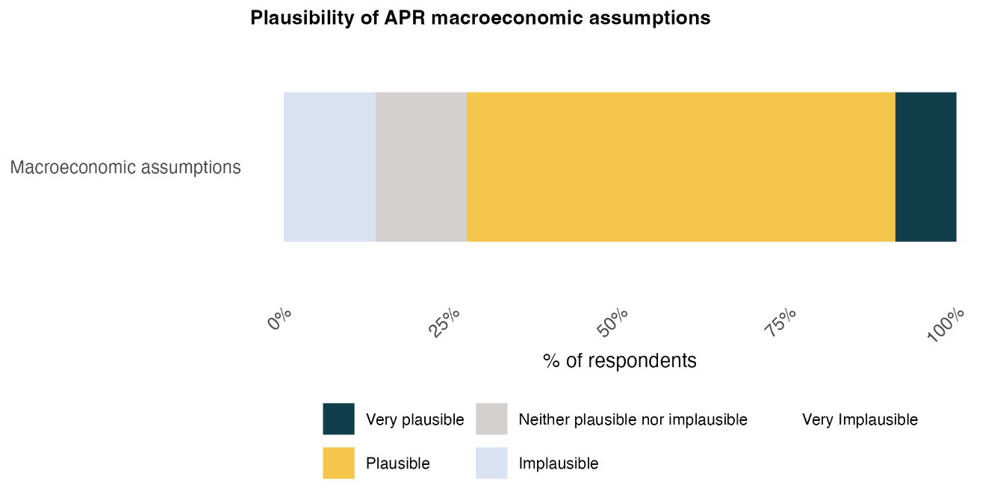 Plausibility of APR macroeconomic assumptions
Macroeconomic assumptions
0% 25% 50% 75% 100%
% of respondents
Very plausible Neither plausible nor implausible Very Implausible
Plausible Implausible